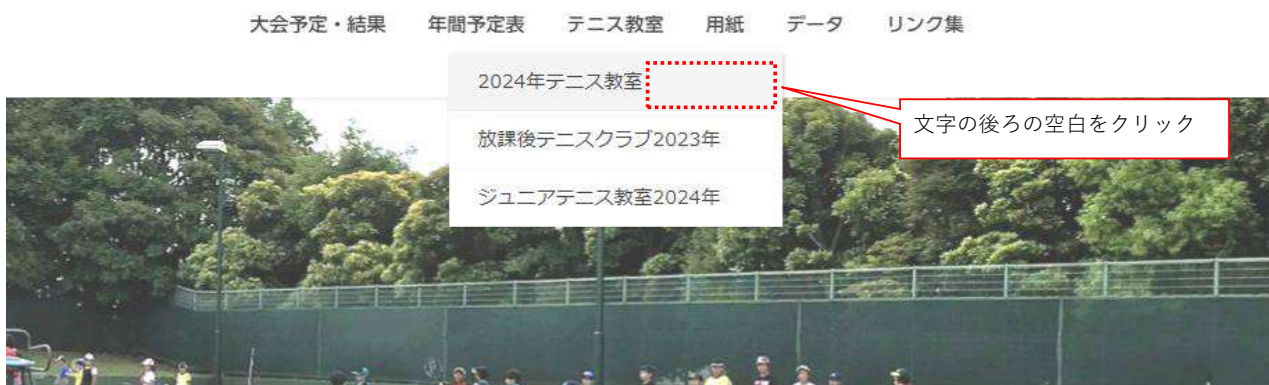 大会予定・結果 年間予定表 テニス教室 用紙 データ リンク集
2024年テニス教室
文字の後ろの空白をクリック
放課後テニスクラブ2023年
ジュニアテニス教室2024年